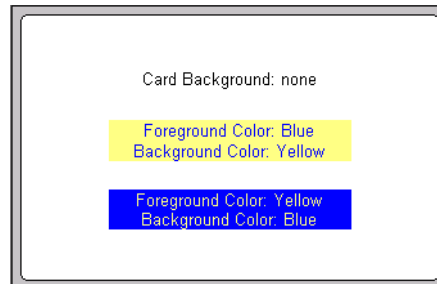 Card Background: none
Foreground Color: Blue
Background Color: Yellow
Foreground Color: Yellow
Background Color: Blue